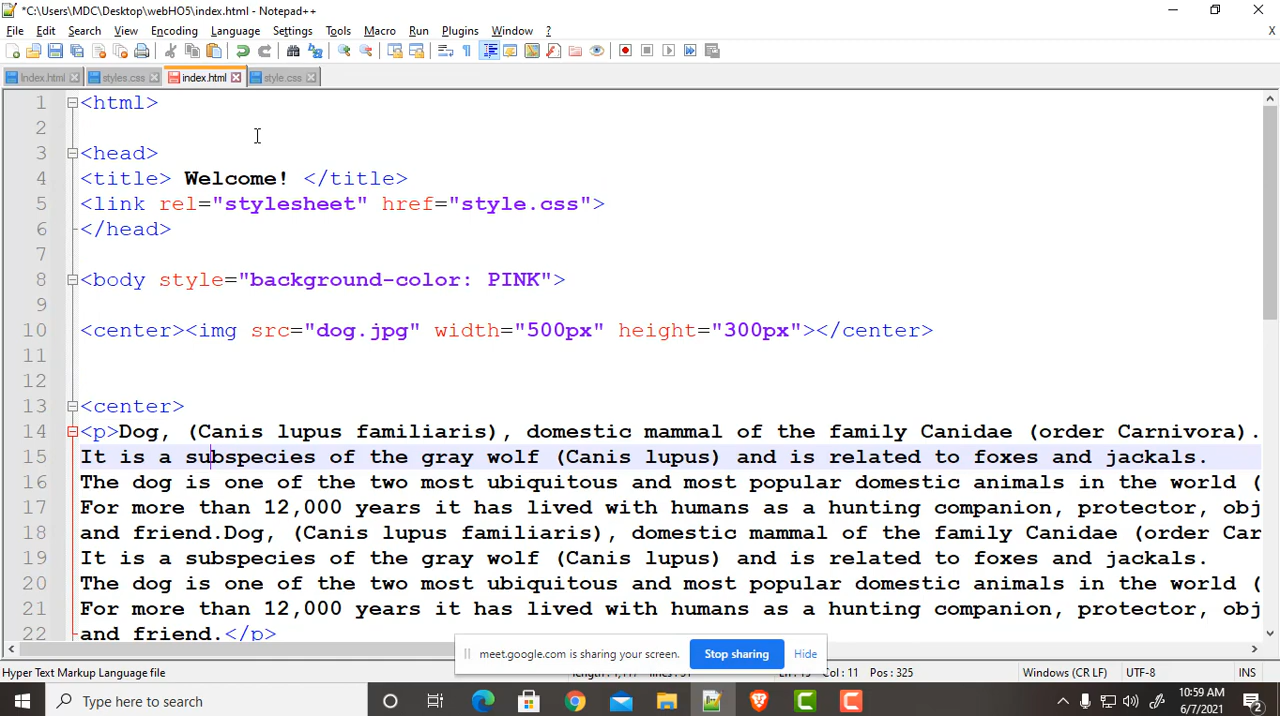 *C:\Users\MDC\Desktop\webHO5\index.html - Notepad++
File Edit Search View Encoding Language Settings Tools Macro Run Plugins Window ?
X
Index.html styles.css index.html style.css
1 <html>
2
3 <head>
4 <title> Welcome! </title>
5 <link rel="stylesheet" href="style.css">
6 </head>
7
8 <body style="background-color: PINK">
9
10 <center><img src="dog.jpg" width="500px" height="300px"></center>
11
12
13 <center>
14 <p>Dog, (Canis lupus familiaris), domestic mammal of the family Canidae (order Carnivora).
15 It is a subspecies of the gray wolf (Canis lupus) and is related to foxes and jackals.
16 The dog is one of the two most ubiquitous and most popular domestic animals in the world (
17 For more than 12,000 years it has lived with humans as a hunting companion, protector, obj
18 and friend.Dog, (Canis lupus familiaris), domestic mammal of the family Canidae (order Car
19 It is a subspecies of the gray wolf (Canis lupus) and is related to foxes and jackals.
20 The dog is one of the two most ubiquitous and most popular domestic animals in the world (
21 For more than 12,000 years it has lived with humans as a hunting companion, protector, obj
22 and friend.</p>
meet.google.com is sharing your screen. Stop sharing Hide
Hyper Text Markup Language file Col : 11 Pos : 325 Windows (CR LF) UTF-8 INS
Type here to search
10:59 AM
6/7/2021
2